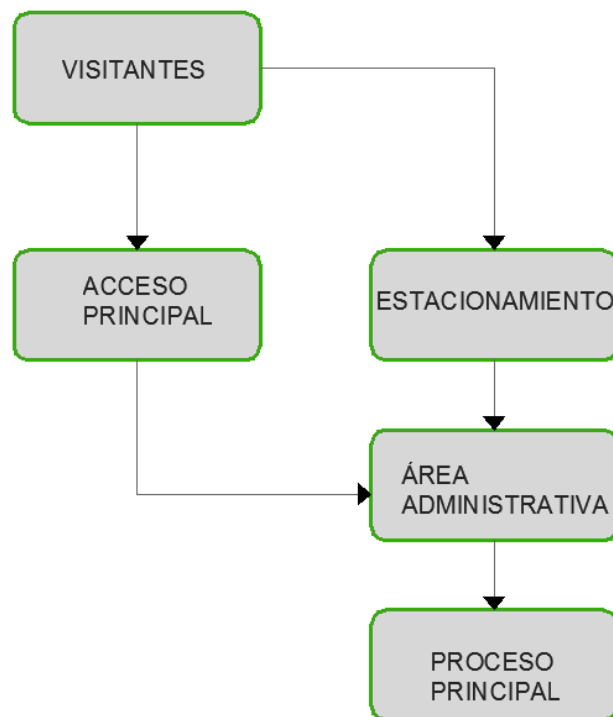 VISITANTES
ACCESO
PRINCIPAL
ESTACIONAMIENTO
ÁREA
ADMINISTRATIVA
PROCESO
PRINCIPAL